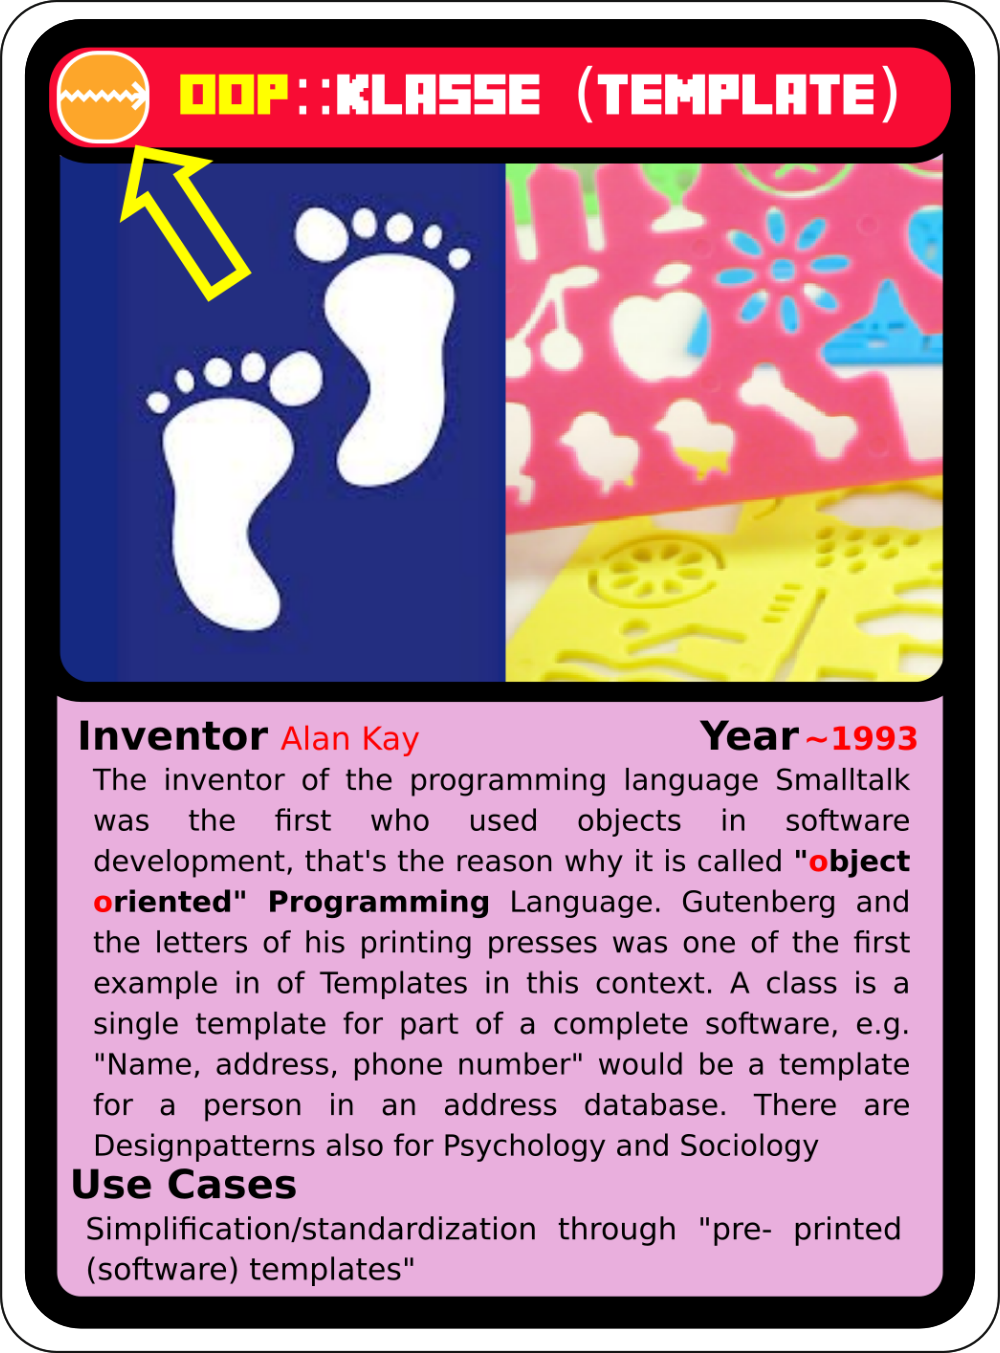 OOP::KLASSE (TEMPLATE)
Inventor Alan Kay Year ~1993
The inventor of the programming language Smalltalk
was the first who used objects in software
development, that's the reason why it is called "object
oriented" Programming Language. Gutenberg and
the letters of his printing presses was one of the first
example in of Templates in this context. A class is a
single template for part of a complete software, e.g.
"Name, address, phone number" would be a template
for a person in an address database. There are
Designpatterns also for Psychology and Sociology
Use Cases
Simplification/standardization through "pre- printed
(software) templates"